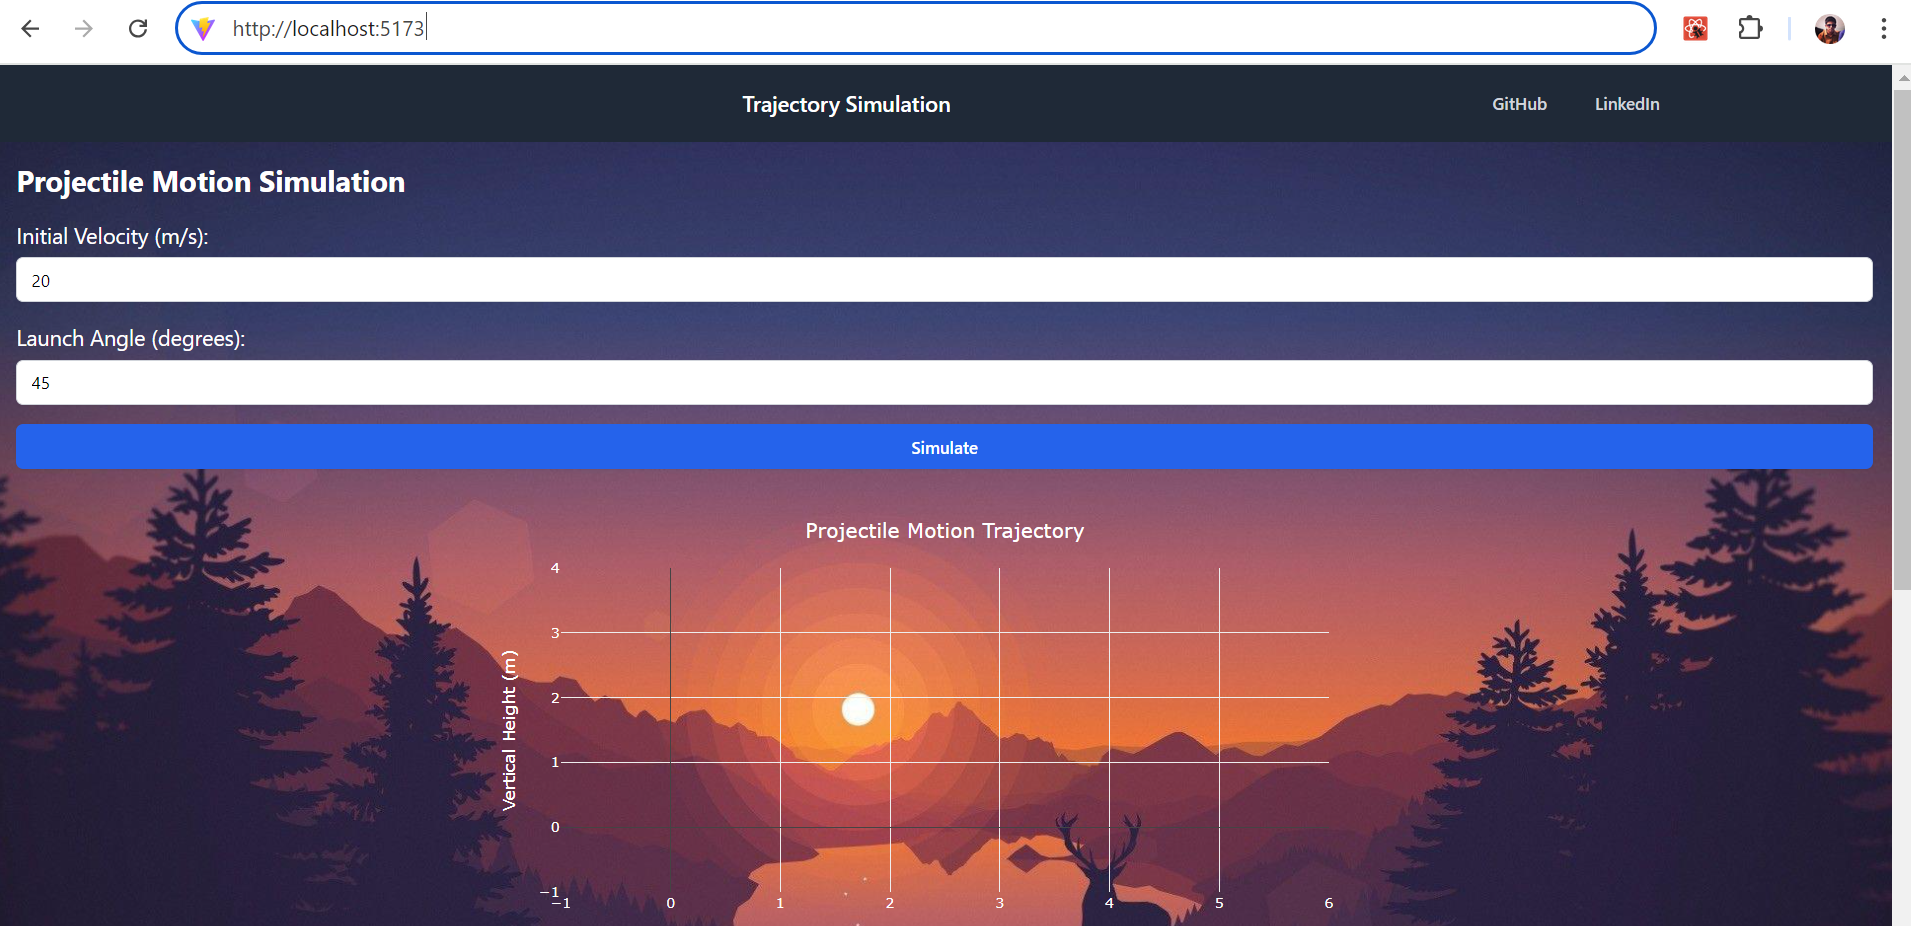 http://localhost:5173
Trajectory Simulation
GitHub
LinkedIn
Projectile Motion Simulation
Initial Velocity (m/s):
20
Launch Angle (degrees):
45
Simulate
Projectile Motion Trajectory
4
3
2
1
0
−1
Vertical Height (m)
−1
0
1
2
3
4
5
6